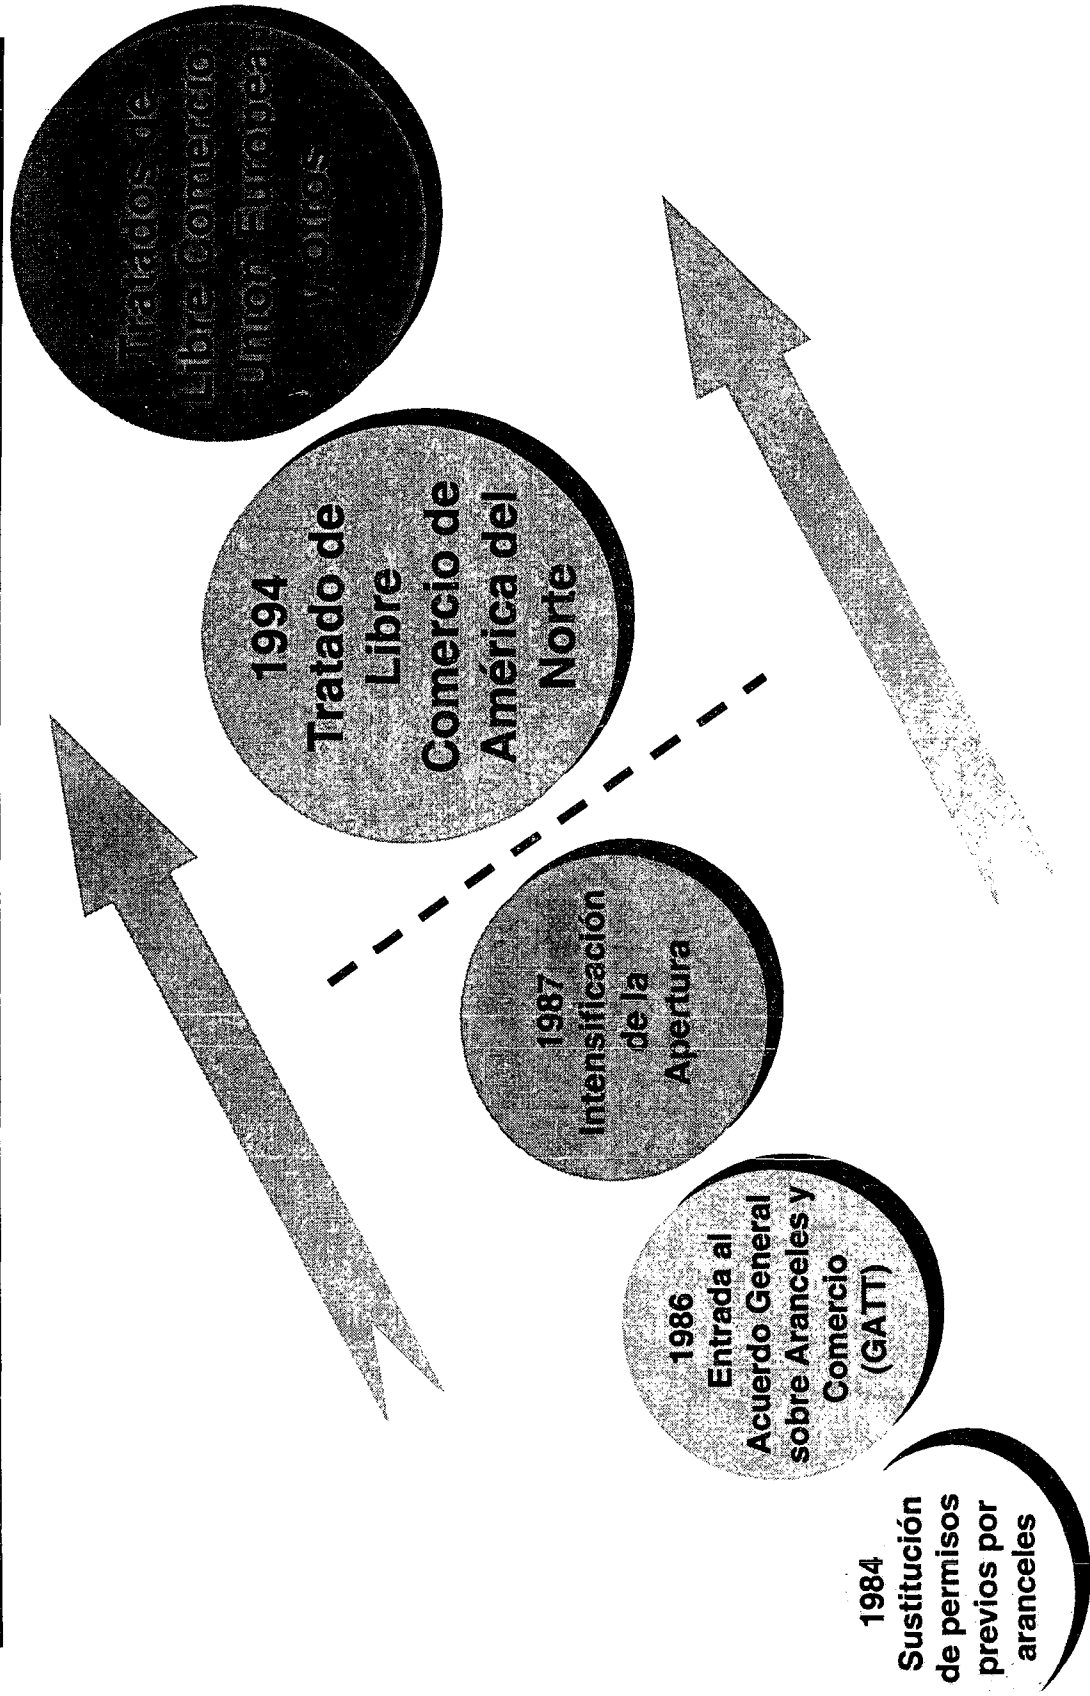 1984
Sustitución
de permisos
previos por
aranceles
1986
Entrada al
Acuerdo General
sobre Aranceles y
Comercio
(GATT)
1987
Intensificación
de la
Apertura
1994
Tratado de
Libre
Comercio de
América del
Norte
Tratados de
Libre Comercio
Unión Europea
y otros